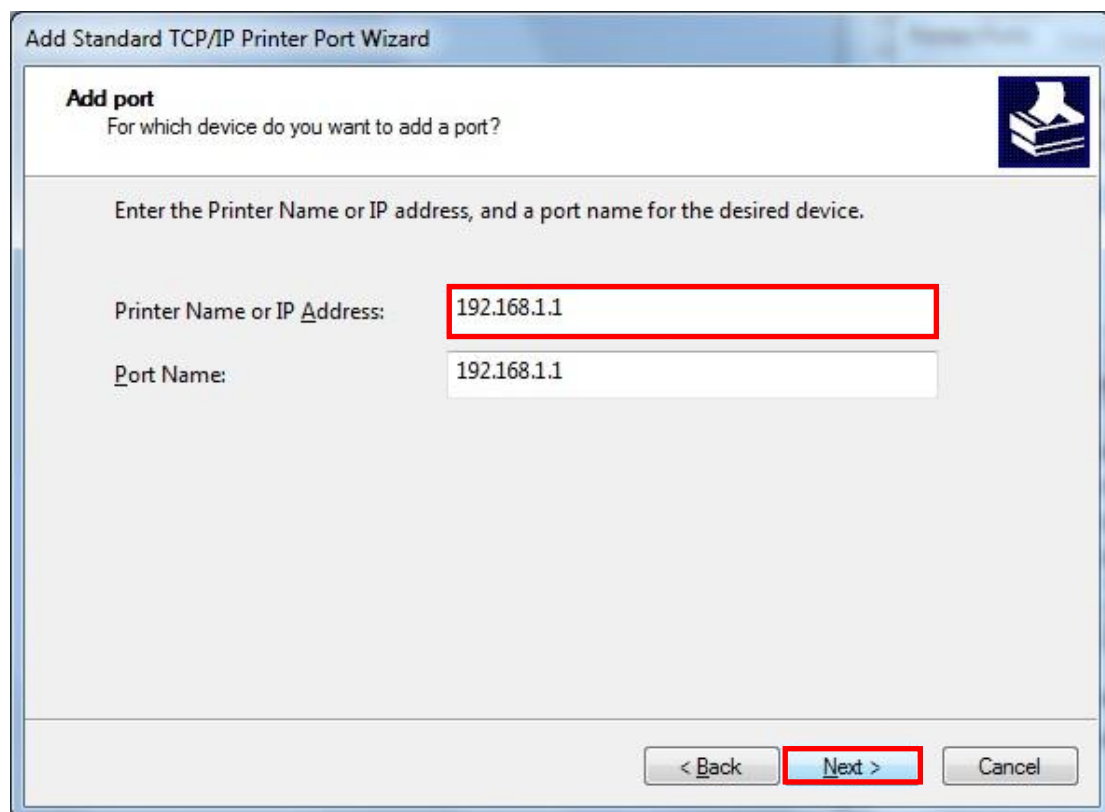 Add Standard TCP/IP Printer Port Wizard
Add port
For which device do you want to add a port?
Enter the Printer Name or IP address, and a port name for the desired device.
Printer Name or IP Address: 192.168.1.1
Port Name: 192.168.1.1
< Back Next > Cancel